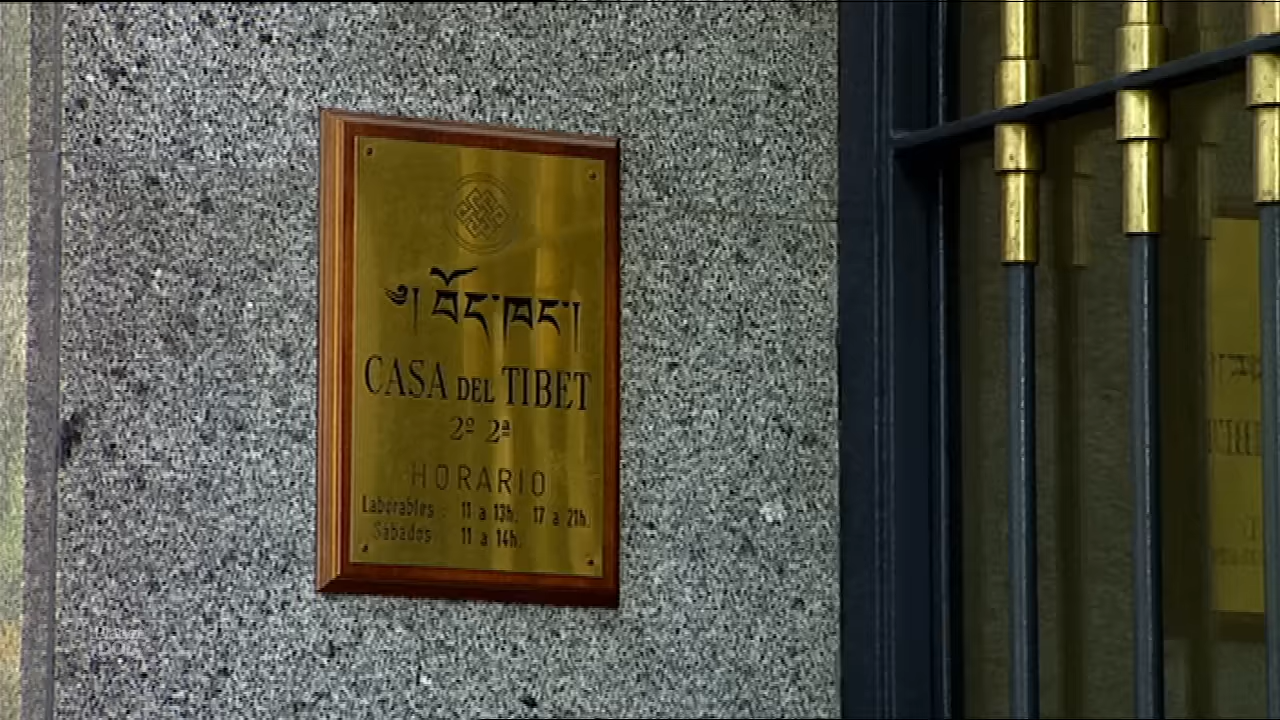 ༄། བོད་ཁང་།
CASA DEL TIBET
2º 2ª
HORARIO
Laborables : 11 a 13h. 17 a 21h.
Sábados : 11 a 14h.